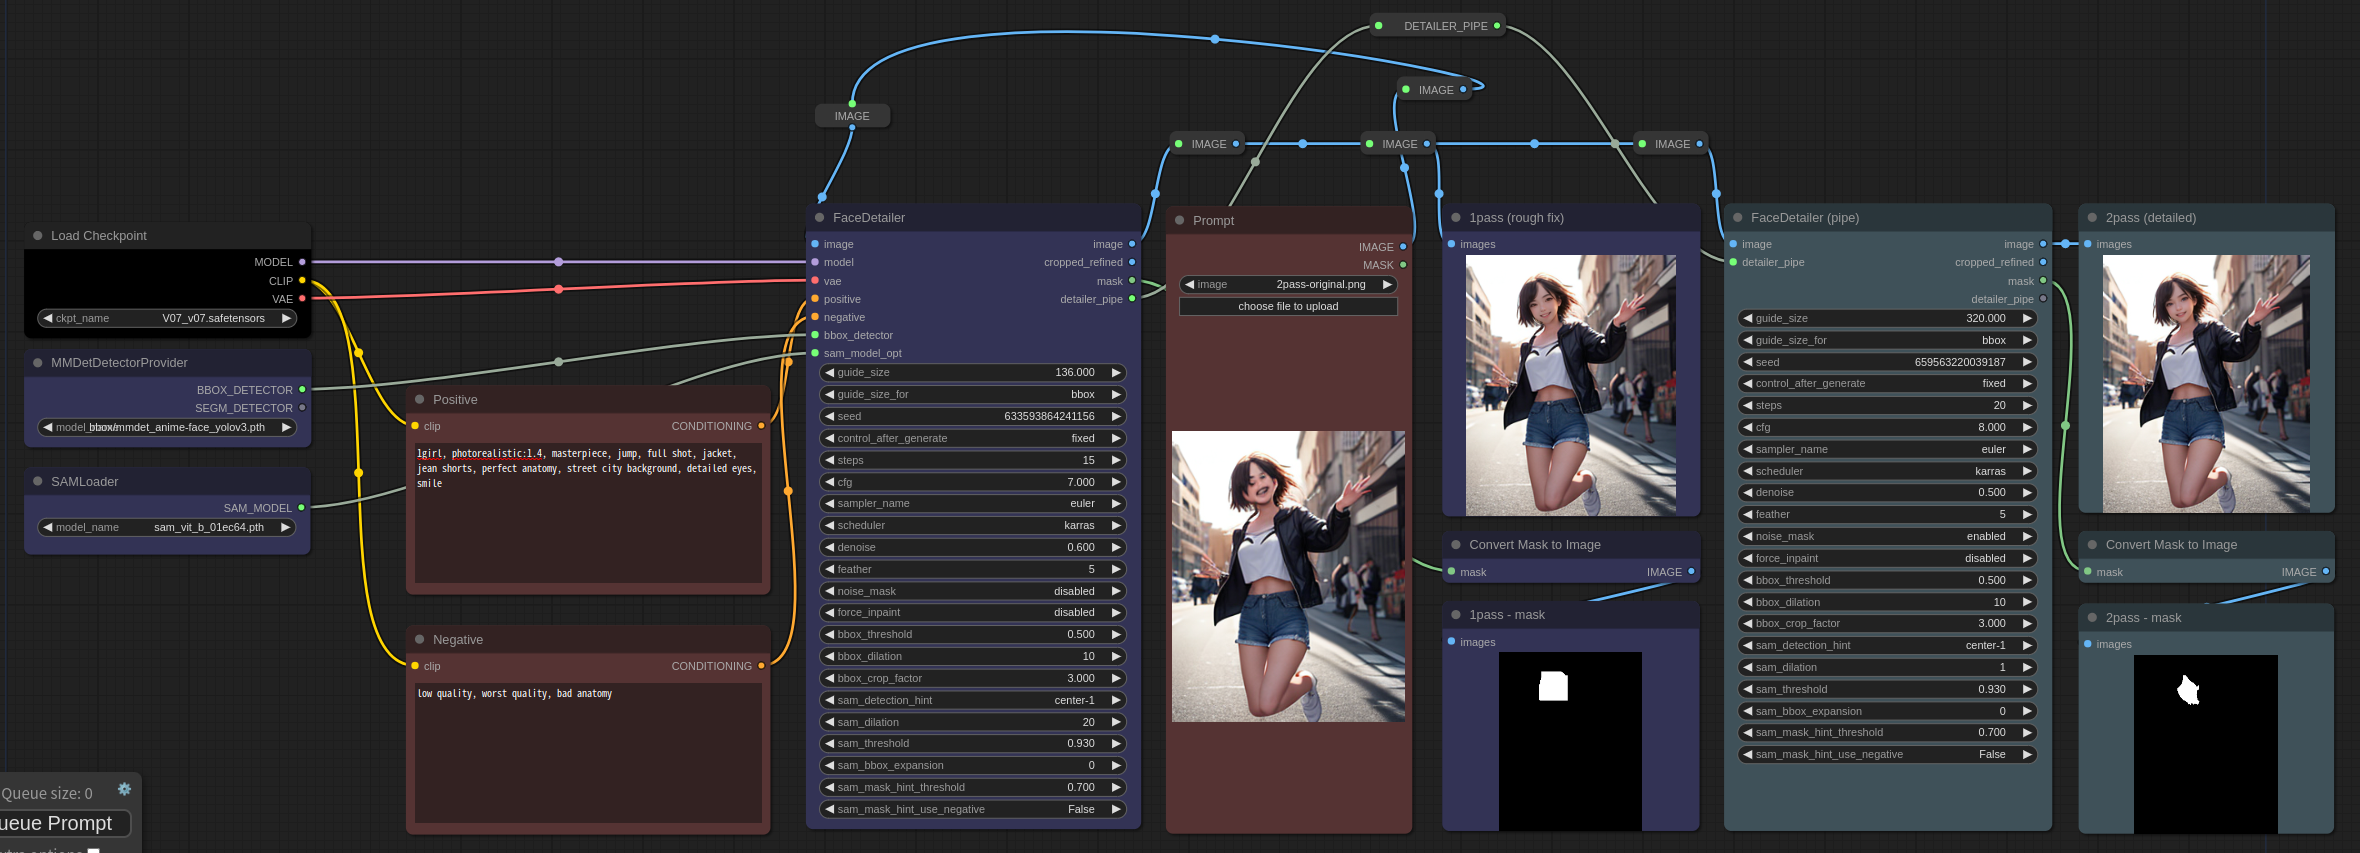 DETAILER_PIPE
IMAGE
IMAGE
IMAGE
IMAGE
IMAGE
Load Checkpoint
MODEL
CLIP
VAE
ckpt_name V07_v07.safetensors
MMDetDetectorProvider
BBOX_DETECTOR
SEGM_DETECTOR
bbox/mmdet_anime-face_yolov3.pth
SAMLoader
SAM_MODEL
model_name sam_vit_b_01ec64.pth
Queue size: 0
ueue Prompt
Positive
clip CONDITIONING
1girl, photorealistic:1.4, masterpiece, jump, full shot, jacket,
jean shorts, perfect anatomy, street city background, detailed eyes,
smile
Negative
clip CONDITIONING
low quality, worst quality, bad anatomy
FaceDetailer
image image
model cropped_refined
vae mask
positive detailer_pipe
negative
bbox_detector
sam_model_opt
guide_size 136.000
guide_size_for bbox
seed 633593864241156
control_after_generate fixed
steps 15
cfg 7.000
sampler_name euler
scheduler karras
denoise 0.600
feather 5
noise_mask disabled
force_inpaint disabled
bbox_threshold 0.500
bbox_dilation 10
bbox_crop_factor 3.000
sam_detection_hint center-1
sam_dilation 20
sam_threshold 0.930
sam_bbox_expansion 0
sam_mask_hint_threshold 0.700
sam_mask_hint_use_negative False
Prompt
IMAGE
MASK
image 2pass-original.png
choose file to upload
1pass (rough fix)
images
Convert Mask to Image
mask IMAGE
1pass - mask
images
FaceDetailer (pipe)
image image
detailer_pipe cropped_refined
mask
detailer_pipe
guide_size 320.000
guide_size_for bbox
seed 659563220039187
control_after_generate fixed
steps 20
cfg 8.000
sampler_name euler
scheduler karras
denoise 0.500
feather 5
noise_mask enabled
force_inpaint disabled
bbox_threshold 0.500
bbox_dilation 10
bbox_crop_factor 3.000
sam_detection_hint center-1
sam_dilation 1
sam_threshold 0.930
sam_bbox_expansion 0
sam_mask_hint_threshold 0.700
sam_mask_hint_use_negative False
2pass (detailed)
images
Convert Mask to Image
mask IMAGE
2pass - mask
images